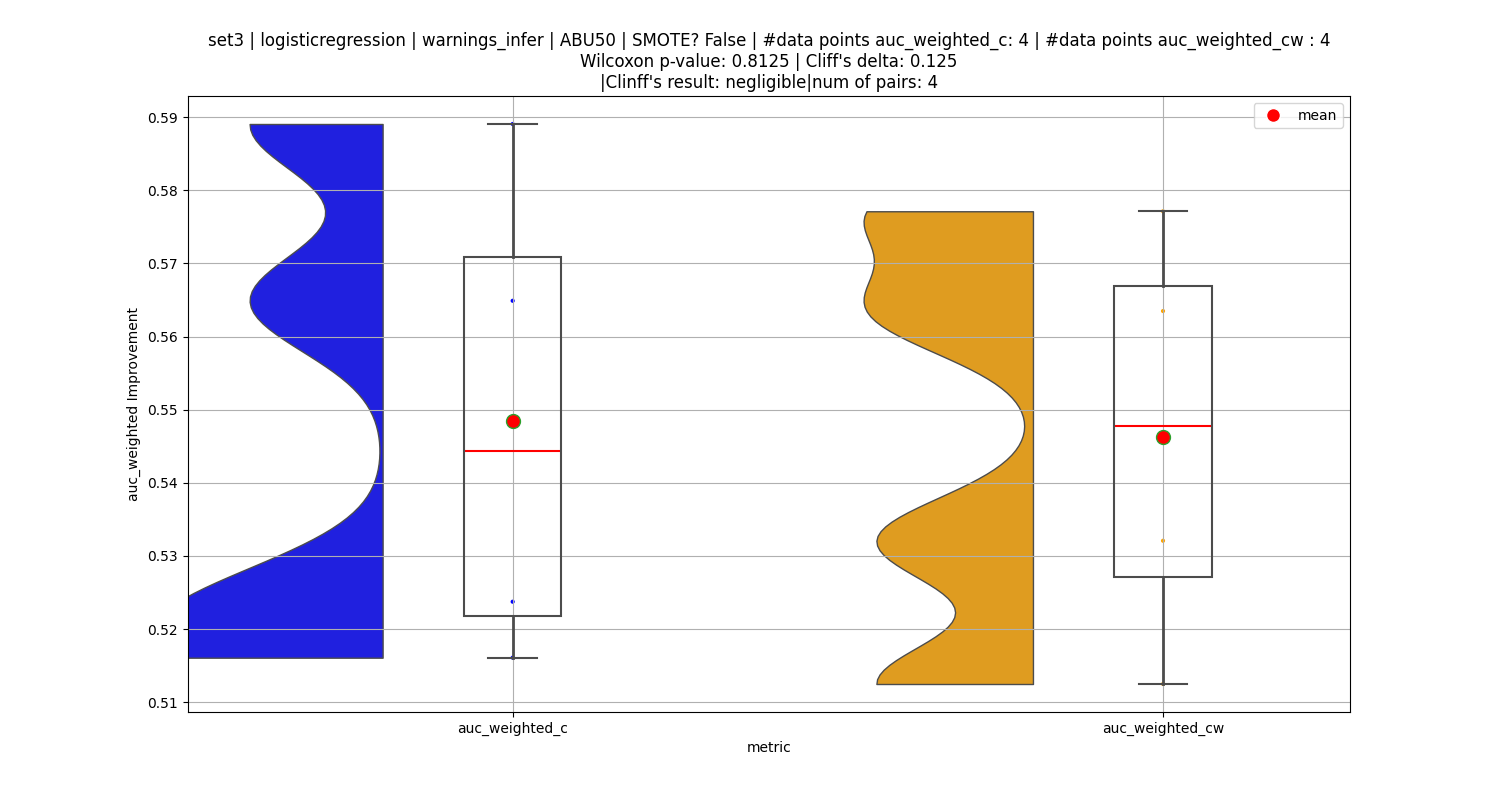 set3 | logisticregression | warnings_infer | ABU50 | SMOTE? False | #data points auc_weighted_c: 4 | #data points auc_weighted_cw : 4
Wilcoxon p-value: 0.8125 | Cliff's delta: 0.125
|Clinff's result: negligible|num of pairs: 4
mean
0.59
0.58
0.57
0.56
0.55
0.54
0.53
0.52
0.51
auc_weighted Improvement
auc_weighted_c
auc_weighted_cw
metric